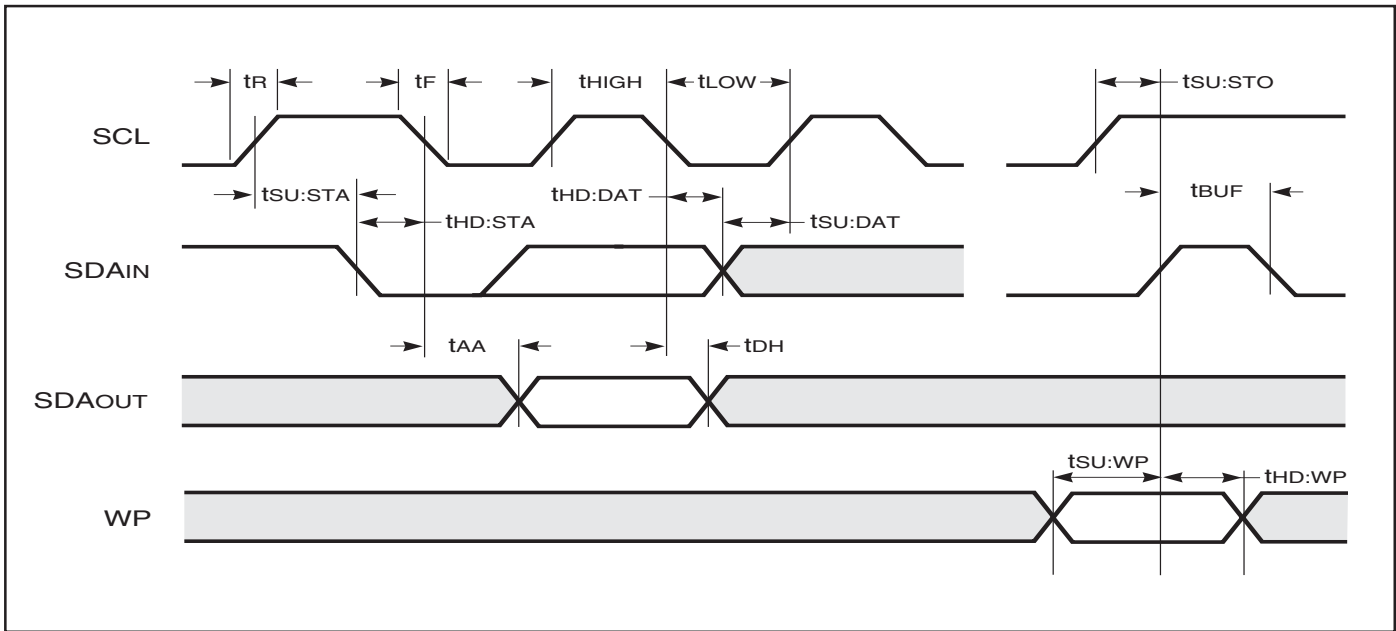 tR tF tHIGH tLOW tSU:STO
SCL
tSU:STA tHD:DAT tBUF
tHD:STA tSU:DAT
SDAIN
tAA tDH
SDAOUT
tSU:WP
tHD:WP
WP